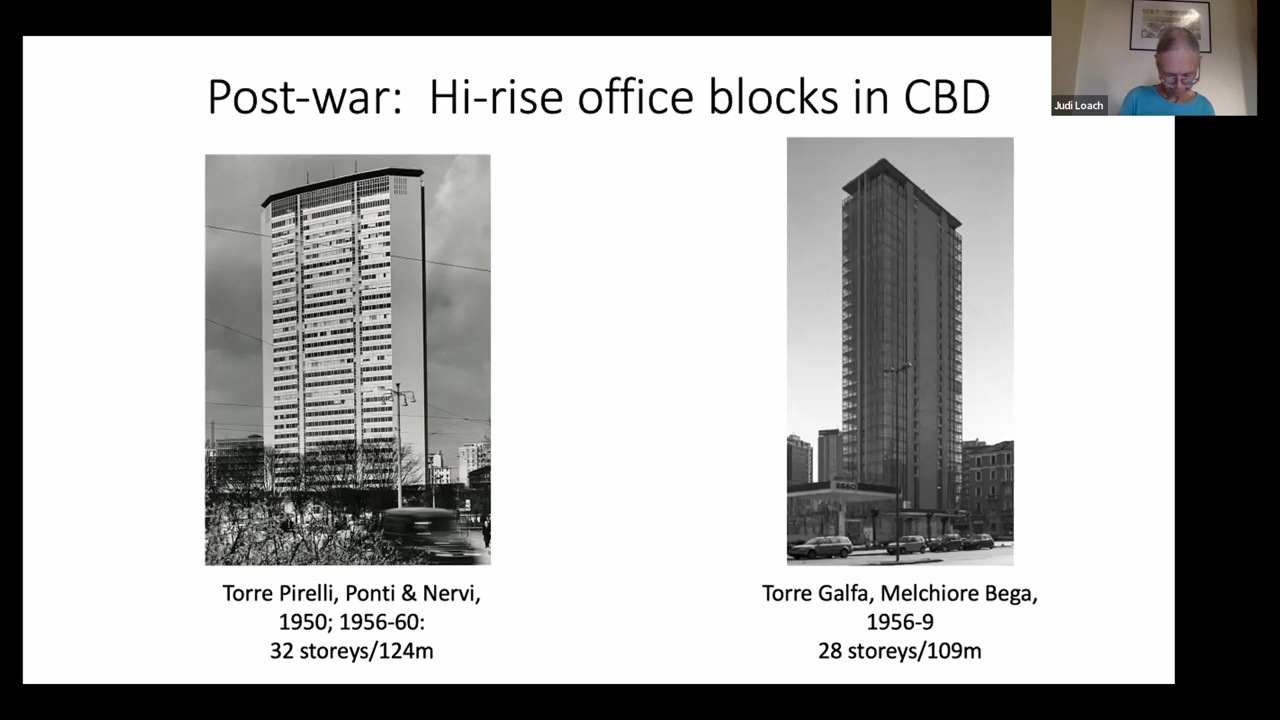 Post-war: Hi-rise office blocks in CBD
Judi Loach
Torre Pirelli, Ponti & Nervi,
1950; 1956-60:
32 storeys/124m
Torre Galfa, Melchiore Bega,
1956-9
28 storeys/109m